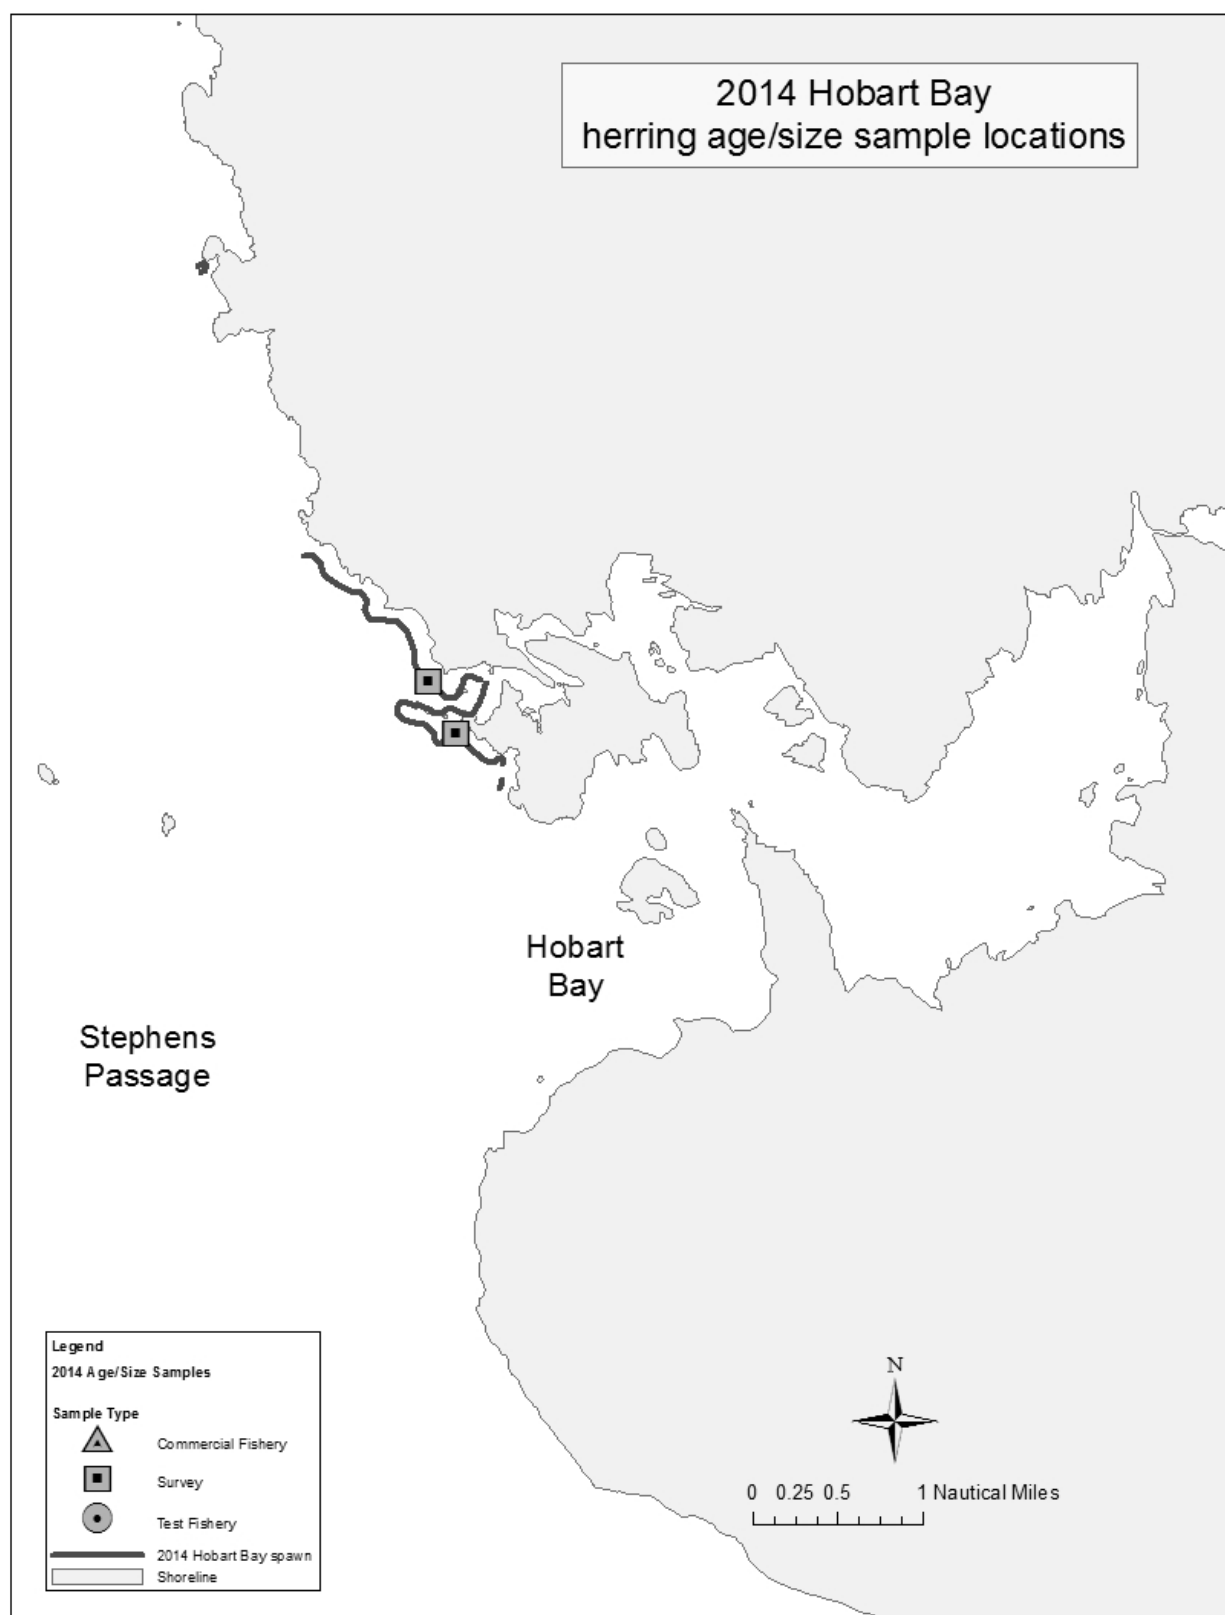 2014 Hobart Bay
herring age/size sample locations
Hobart
Bay
Stephens
Passage
Legend
2014 Age/Size Samples
Sample Type
Commercial Fishery
Survey
Test Fishery
2014 Hobart Bay spawn
Shoreline
N
0 0.25 0.5 1 Nautical Miles